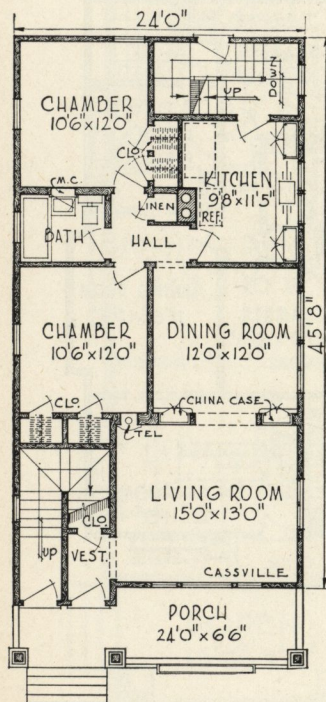 24'0"
UP
DOWN
CHAMBER
10'6"x12'0"
CLO.
KITCHEN
9'8"x11'5"
M.C.
LINEN
REF.
BATH
HALL
45'8"
CHAMBER
10'6"x12'0"
DINING ROOM
12'0"x12'0"
CLO.
CHINA CASE
TEL
LIVING ROOM
15'0"x13'0"
CLO.
UP
VEST.
CASSVILLE
PORCH
24'0"x6'6"